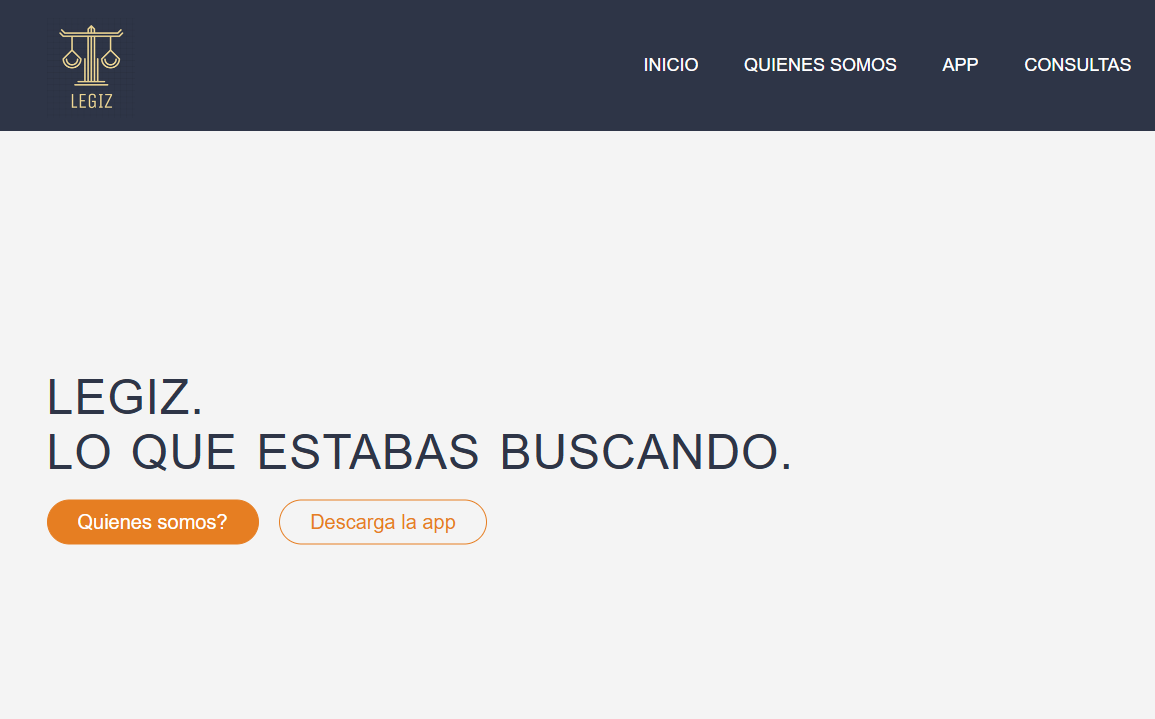 LEGIZ
INICIO QUIENES SOMOS APP CONSULTAS
LEGIZ.
LO QUE ESTABAS BUSCANDO.
Quienes somos? Descarga la app